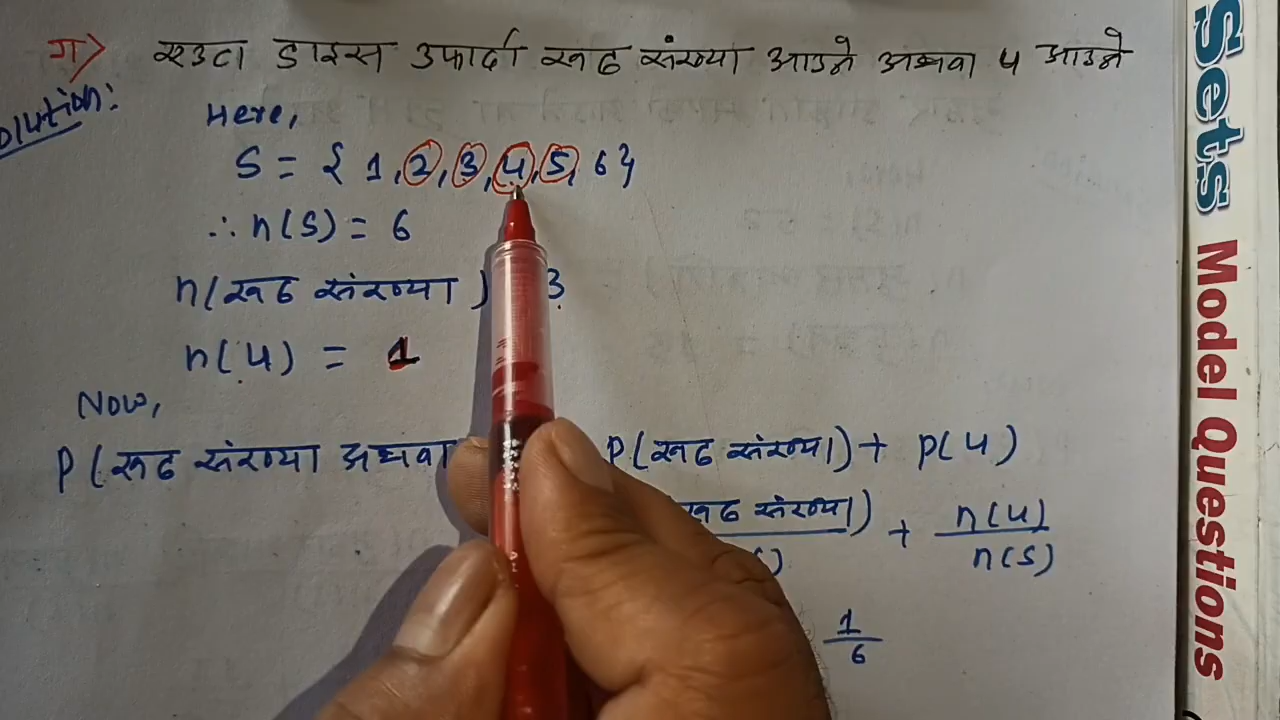 ग) एउटा डाइस उफार्दा रूढ संख्या आउने अथवा 4 आउने
olution:
Here,
S = { 1, 2, 3, 4, 5, 6}
∴ n(S) = 6
n(रूढ संख्या) 3
n(4) = 1
Now,
P(रूढ संख्या अथवा P(रूढ संख्या) + P(4)
रूढ संख्या) + n(4)
n(S)
1
6
Sets Model Questions